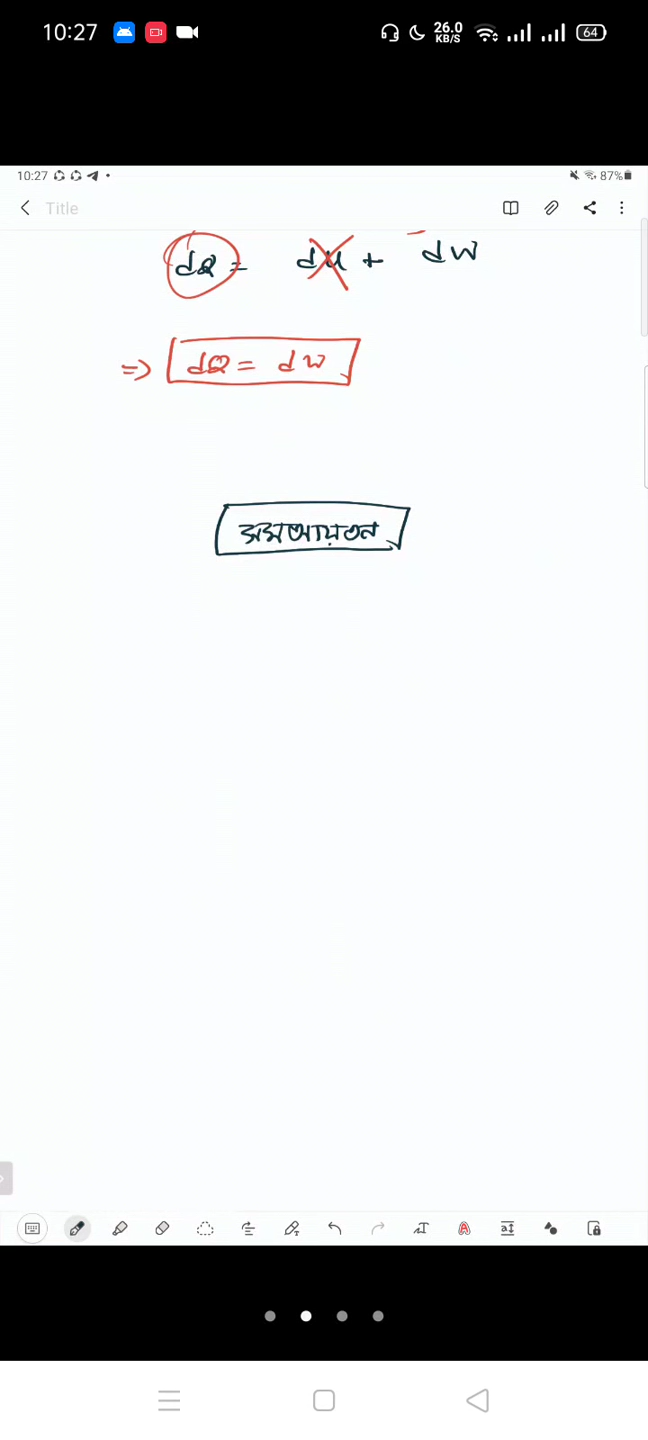 10:27
26.0 KB/S
64
10:27
87%
Title
dQ = du + dW
=> dQ = dW
সমআয়তন